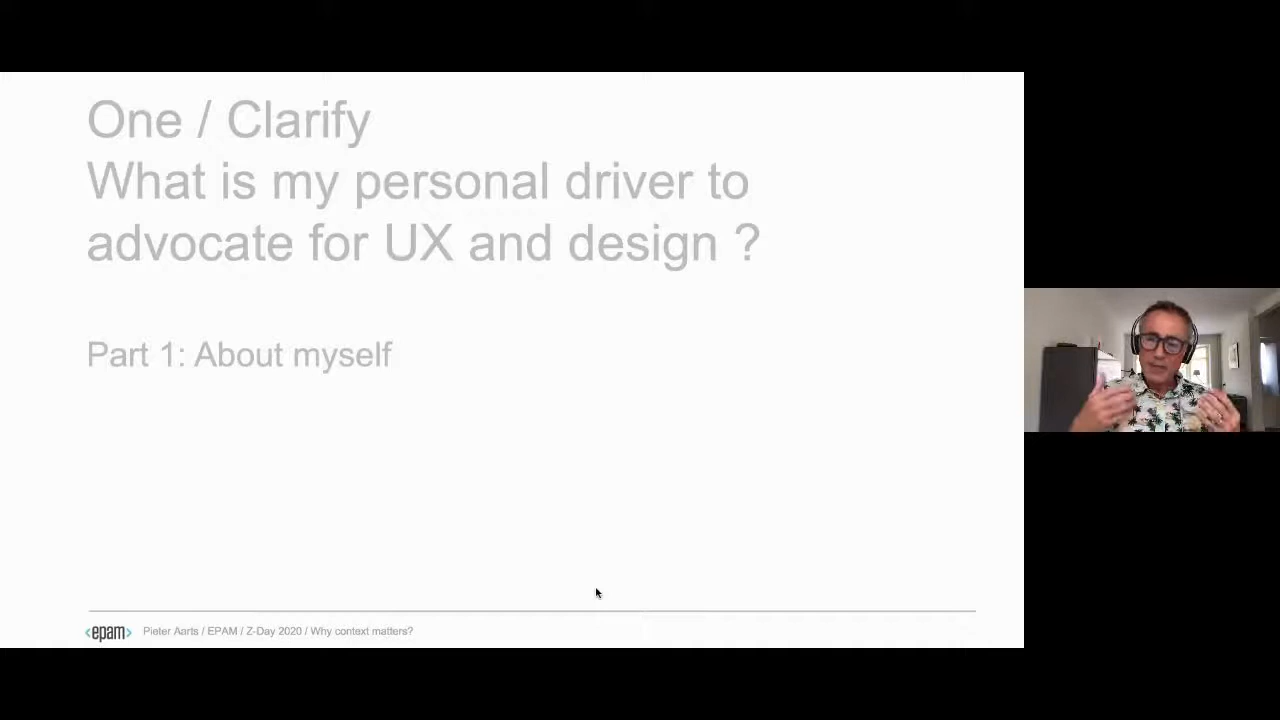 One / Clarify
What is my personal driver to
advocate for UX and design ?
Part 1: About myself
<epam> Pieter Aarts / EPAM / Z-Day 2020 / Why context matters?